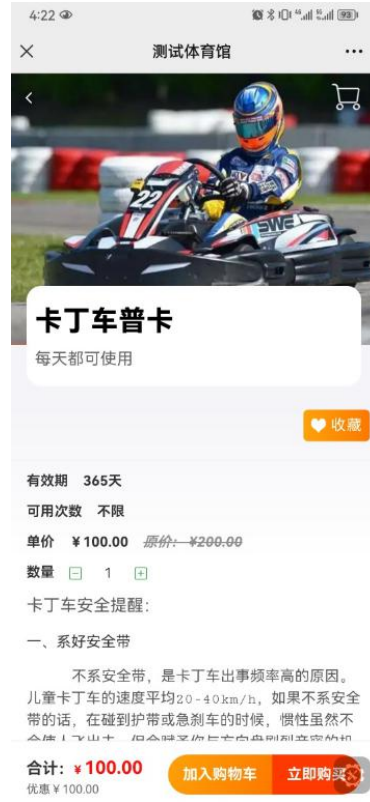 4:22
93
测试体育馆
22
DWE
卡丁车普卡
每天都可使用
收藏
有效期 365天
可用次数 不限
单价 ¥100.00 原价: ¥200.00
数量 1
卡丁车安全提醒:
一、系好安全带
不系安全带，是卡丁车出事频率高的原因。
儿童卡丁车的速度平均20-40km/h，如果不系安全
带的话，在碰到护带或急刹车的时候，惯性虽然不
合计: ¥100.00
优惠 ¥100.00
加入购物车
立即购买